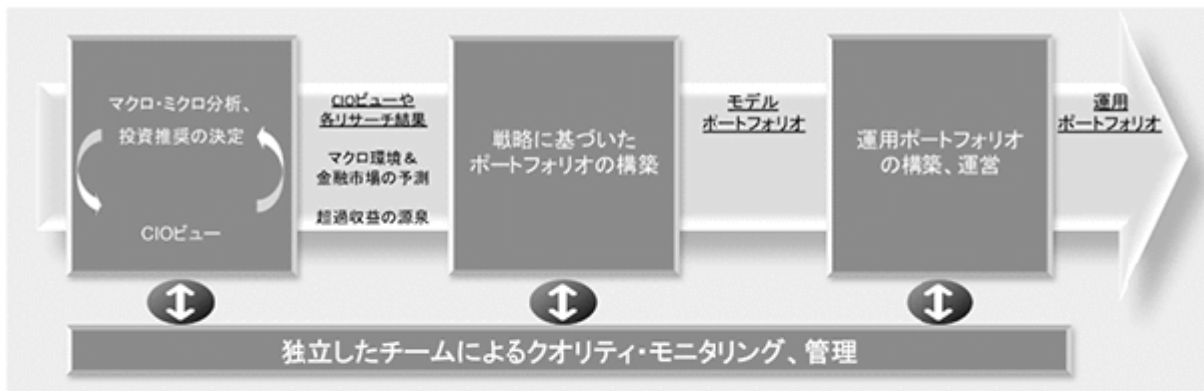 マクロ・ミクロ分析、
投資推奨の決定
CIOビュー
CIOビューや
各リサーチ結果
マクロ環境&
金融市場の予測
超過収益の源泉
戦略に基づいた
ポートフォリオの構築
モデル
ポートフォリオ
運用ポートフォリオ
の構築、運営
運用
ポートフォリオ
独立したチームによるクオリティ・モニタリング、管理